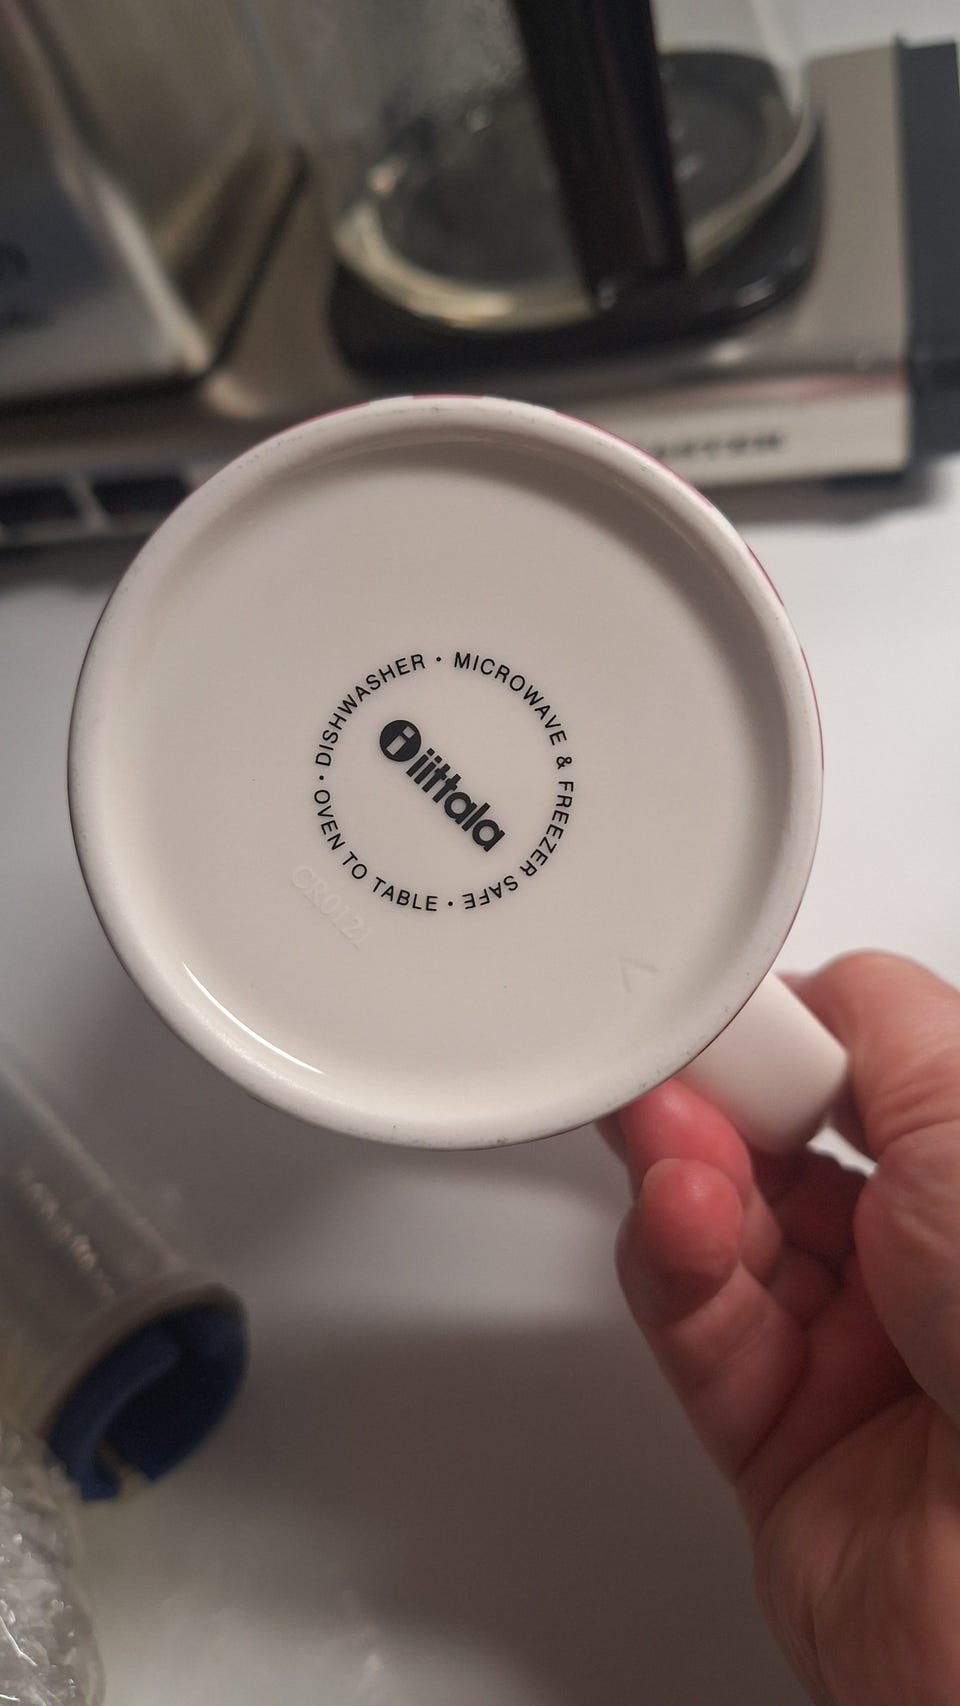 DISHWASHER • MICROWAVE & FREEZER SAFE • OVEN TO TABLE •
i iittala
CR0121